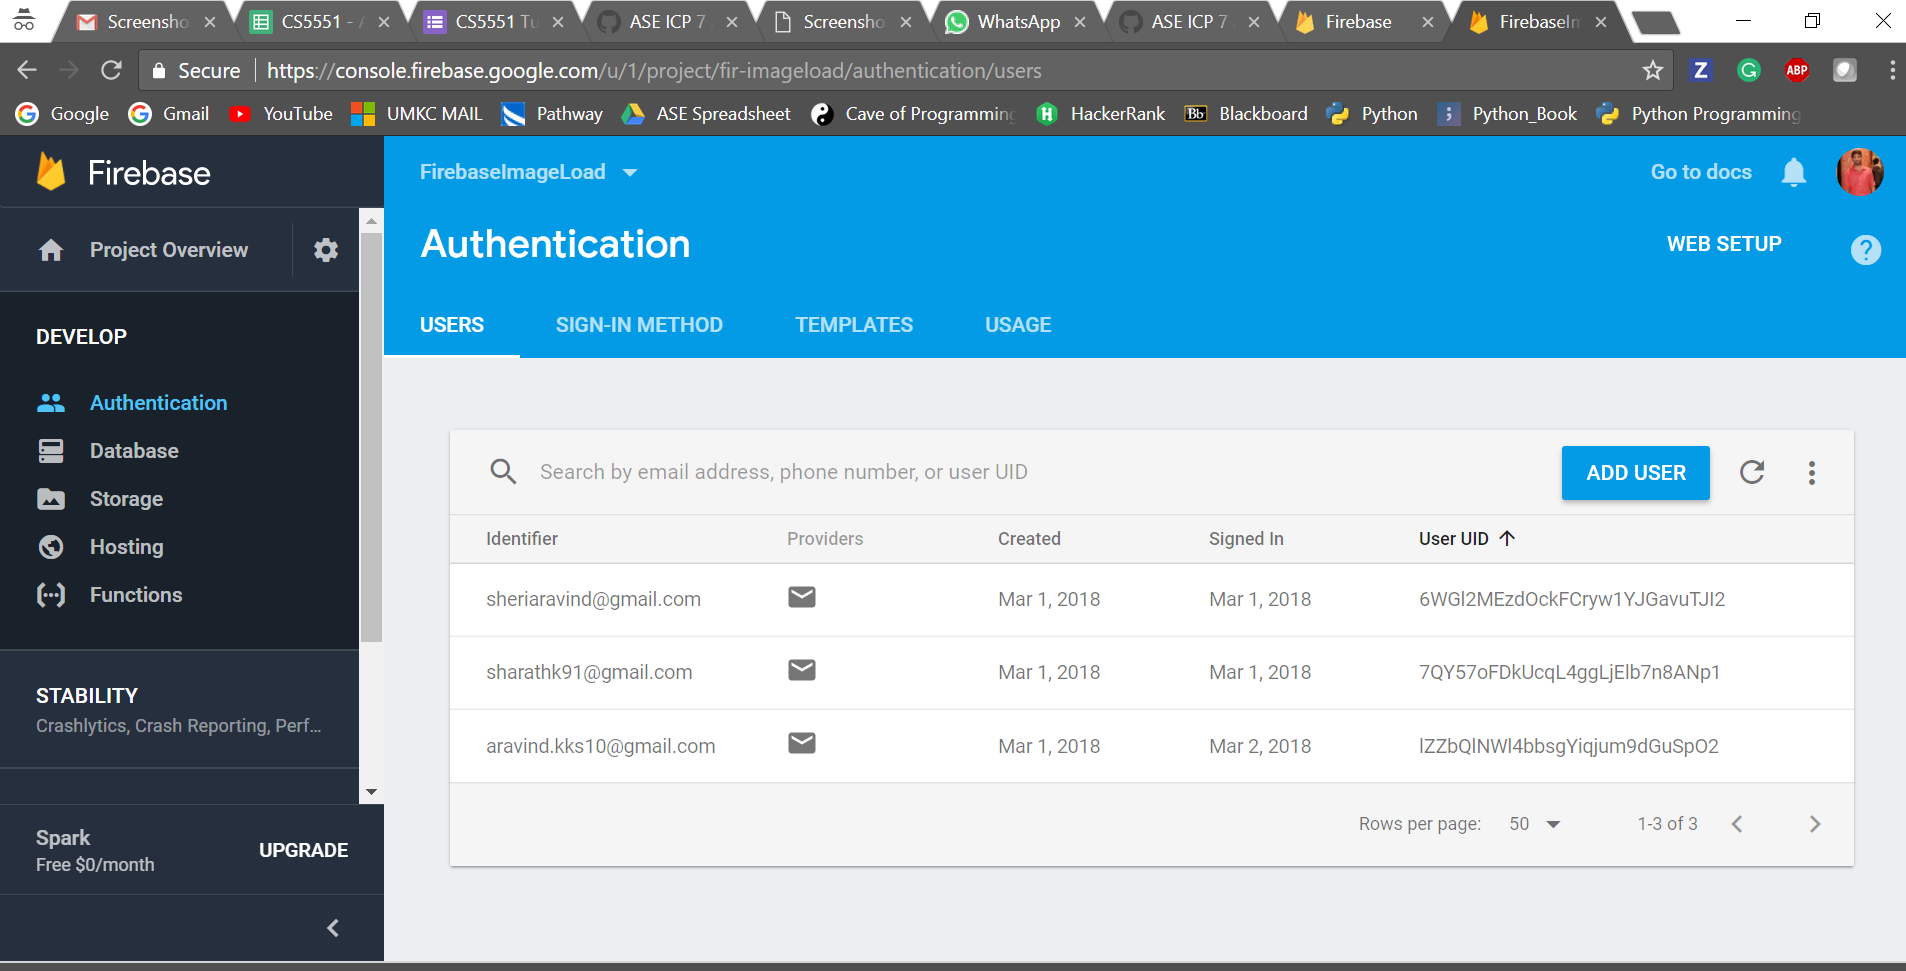 Screensho
CS5551 - A
CS5551 Tu
ASE ICP 7
Screensho
WhatsApp
ASE ICP 7
Firebase
FirebaseIm
Secure
https://console.firebase.google.com/u/1/project/fir-imageload/authentication/users
Z
G
ABP
Google
Gmail
YouTube
UMKC MAIL
Pathway
ASE Spreadsheet
Cave of Programming
HackerRank
Bb
Blackboard
Python
Python_Book
Python Programming
Firebase
FirebaseImageLoad
Go to docs
Project Overview
Authentication
WEB SETUP
?
USERS
SIGN-IN METHOD
TEMPLATES
USAGE
DEVELOP
Authentication
Database
Storage
Hosting
Functions
STABILITY
Crashlytics, Crash Reporting, Perf...
Spark
Free $0/month
UPGRADE
Search by email address, phone number, or user UID
ADD USER
Identifier Providers Created Signed In User UID
sheriaravind@gmail.com Mar 1, 2018 Mar 1, 2018 6WGl2MEzdOckFCryw1YJGavuTJI2
sharathk91@gmail.com Mar 1, 2018 Mar 1, 2018 7QY57oFDkUcqL4ggLjElb7n8ANp1
aravind.kks10@gmail.com Mar 1, 2018 Mar 2, 2018 lZZbQlNWl4bbsgYiqjum9dGuSpO2
Rows per page: 50 1-3 of 3